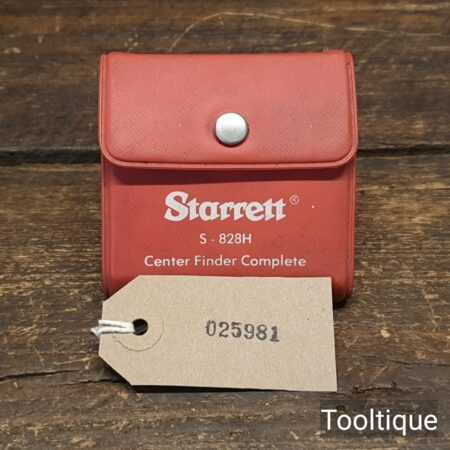 Starrett®
S - 828H
Center Finder Complete
025981
Tooltique